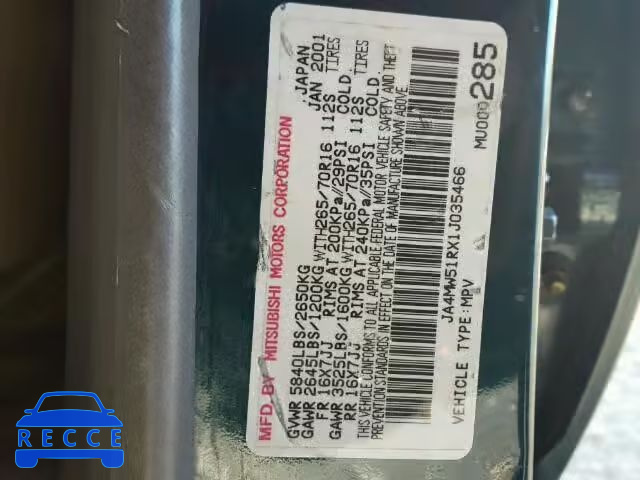 MFD.BY MITSUBISHI MOTORS CORPORATION
JAPAN
GVWR 5840LBS/2650KG JAN 2001
GAWR 2645LBS/1200KG WITH265/70R16 112S TIRES
FR 16X7JJ RIMS AT 200KPa//29PSI COLD.
GAWR 3525LBS/1600KG WITH265/70R16 112S TIRES
RR 16X7JJ RIMS AT 240KPa//35PSI COLD.
THIS VEHICLE CONFORMS TO ALL APPLICABLE FEDERAL MOTOR VEHICLE SAFETY AND THEFT
PREVENTION STANDARDS IN EFFECT ON THE DATE OF MANUFACTURE SHOWN ABOVE.
JA4MW51RX1J035466
VEHICLE TYPE:MPV MU000285
RECCE